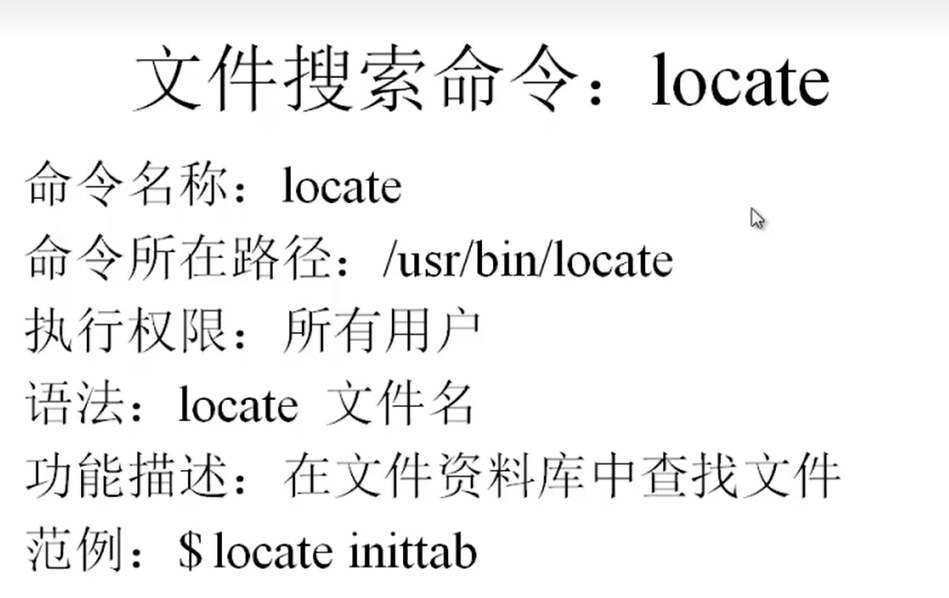 文件搜索命令：locate
命令名称：locate
命令所在路径：/usr/bin/locate
执行权限：所有用户
语法：locate 文件名
功能描述：在文件资料库中查找文件
范例：$ locate inittab